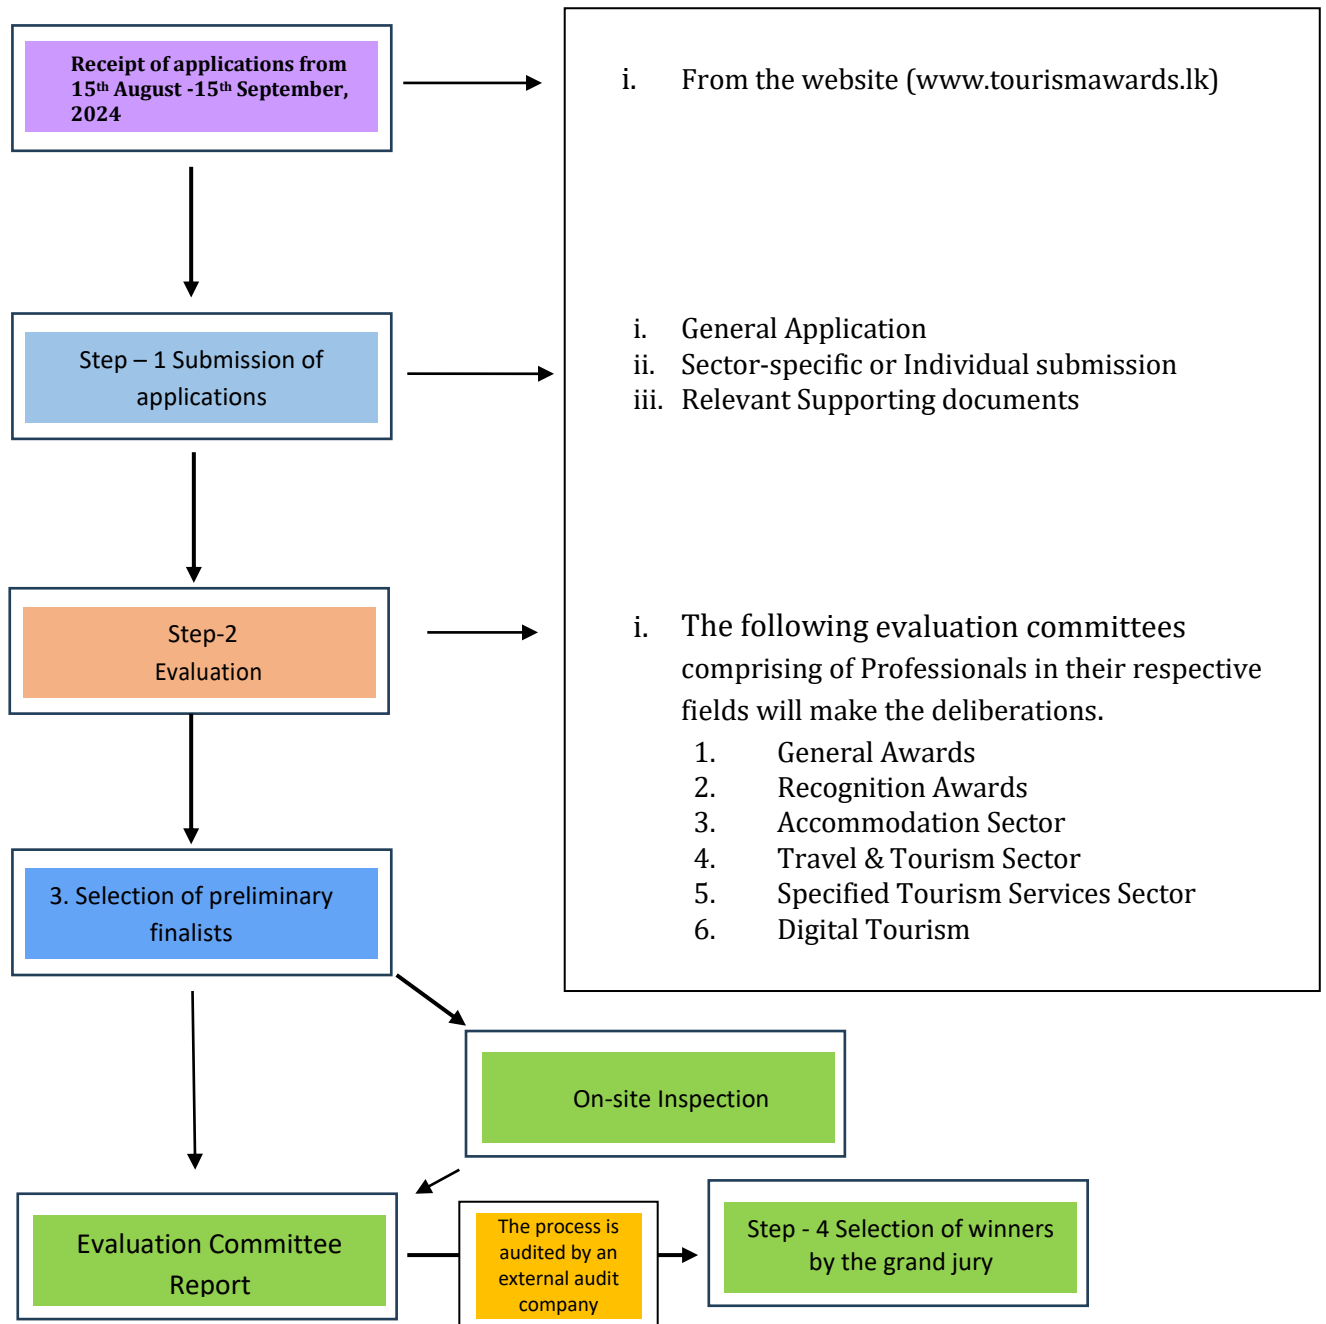 Receipt of applications from
15th August -15th September,
2024
i. From the website (www.tourismawards.lk)
Step – 1 Submission of
applications
i. General Application
ii. Sector-specific or Individual submission
iii. Relevant Supporting documents
Step-2
Evaluation
i. The following evaluation committees
comprising of Professionals in their respective
fields will make the deliberations.
1. General Awards
2. Recognition Awards
3. Accommodation Sector
4. Travel & Tourism Sector
5. Specified Tourism Services Sector
6. Digital Tourism
3. Selection of preliminary
finalists
On-site Inspection
Evaluation Committee
Report
The process is
audited by an
external audit
company
Step - 4 Selection of winners
by the grand jury